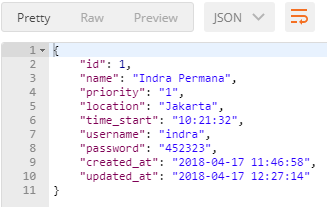 Pretty Raw Preview JSON
1 {
2 "id": 1,
3 "name": "Indra Permana",
4 "priority": "1",
5 "location": "Jakarta",
6 "time_start": "10:21:32",
7 "username": "indra",
8 "password": "452323",
9 "created_at": "2018-04-17 11:46:58",
10 "updated_at": "2018-04-17 12:27:14"
11 }